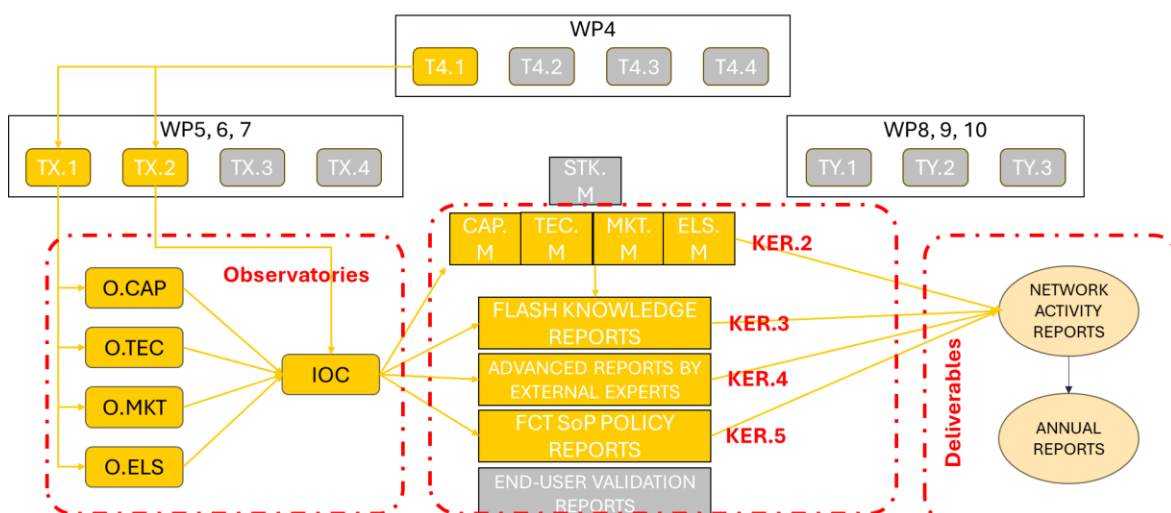 WP4
T4.1 T4.2 T4.3 T4.4
WP5, 6, 7
TX.1 TX.2 TX.3 TX.4
WP8, 9, 10
TY.1 TY.2 TY.3
STK.
M
CAP.
M
TEC.
M
MKT.
M
ELS.
M
KER.2
Observatories
O.CAP
O.TEC
O.MKT
O.ELS
IOC
FLASH KNOWLEDGE
REPORTS
KER.3
ADVANCED REPORTS BY
EXTERNAL EXPERTS
KER.4
FCT SoP POLICY
REPORTS
KER.5
END-USER VALIDATION
REPORTS
Deliverables
NETWORK
ACTIVITY
REPORTS
ANNUAL
REPORTS